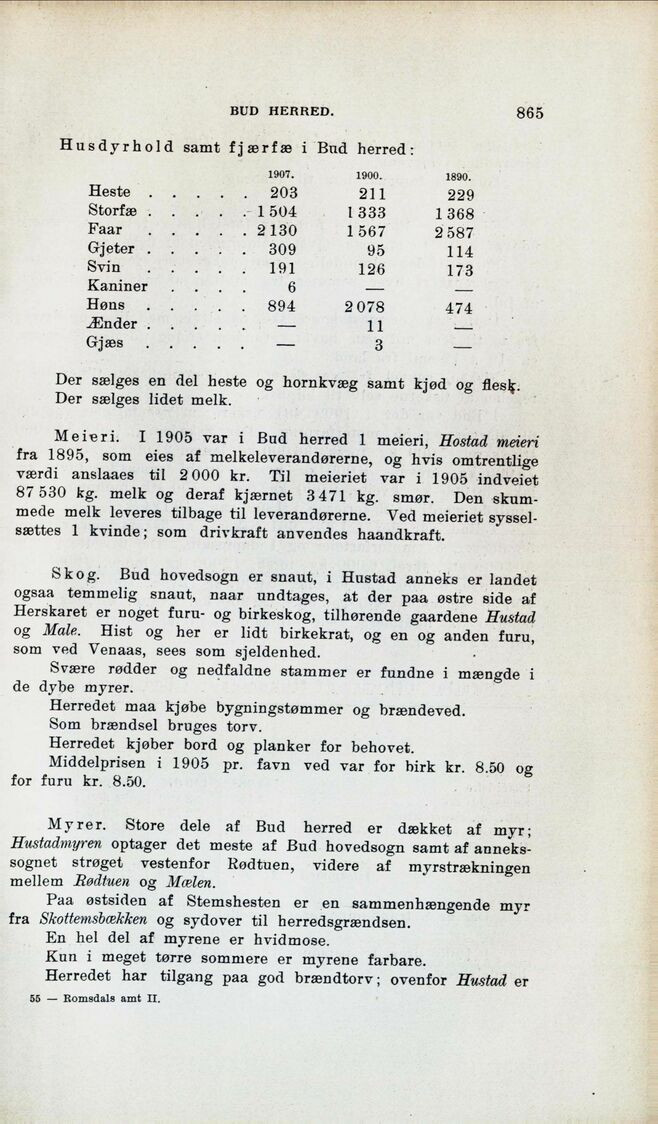 BUD HERRED. 865
Husdyrhold samt fjærfæ i Bud herred:
1907. 1900. 1890.
Heste . . . . . 203 211 229
Storfæ . . . . . 1 504 1 333 1 368
Faar . . . . . 2 130 1 567 2 587
Gjeter . . . . . 309 95 114
Svin . . . . . 191 126 173
Kaniner . . . . 6 — —
Høns . . . . . 894 2 078 474
Ænder . . . . . — 11 —
Gjæs . . . . . — 3 —
Der sælges en del heste og hornkvæg samt kjød og flesk.
Der sælges lidet melk.
Meieri. I 1905 var i Bud herred 1 meieri, Hostad meieri
fra 1895, som eies af melkeleverandørerne, og hvis omtrentlige
værdi anslaaes til 2 000 kr. Til meieriet var i 1905 indveiet
87 530 kg. melk og deraf kjærnet 3 471 kg. smør. Den skum-
mede melk leveres tilbage til leverandørerne. Ved meieriet syssel-
sættes 1 kvinde; som drivkraft anvendes haandkraft.
Skog. Bud hovedsogn er snaut, i Hustad anneks er landet
ogsaa temmelig snaut, naar undtages, at der paa østre side af
Herskaret er noget furu- og birkeskog, tilhørende gaardene Hustad
og Male. Hist og her er lidt birkekrat, og en og anden furu,
som ved Venaas, sees som sjeldenhed.
Svære rødder og nedfaldne stammer er fundne i mængde i
de dybe myrer.
Herredet maa kjøbe bygningstømmer og brændeved.
Som brændsel bruges torv.
Herredet kjøber bord og planker for behovet.
Middelprisen i 1905 pr. favn ved var for birk kr. 8.50 og
for furu kr. 8.50.
Myrer. Store dele af Bud herred er dækket af myr;
Hustadmyren optager det meste af Bud hovedsogn samt af anneks-
sognet strøget vestenfor Rødtuen, videre af myrstrækningen
mellem Rødtuen og Mælen.
Paa østsiden af Stemshesten er en sammenhængende myr
fra Skottemsbækken og sydover til herredsgrændsen.
En hel del af myrene er hvidmose.
Kun i meget tørre sommere er myrene farbare.
Herredet har tilgang paa god brændtorv; ovenfor Hustad er
55 — Romsdals amt II.